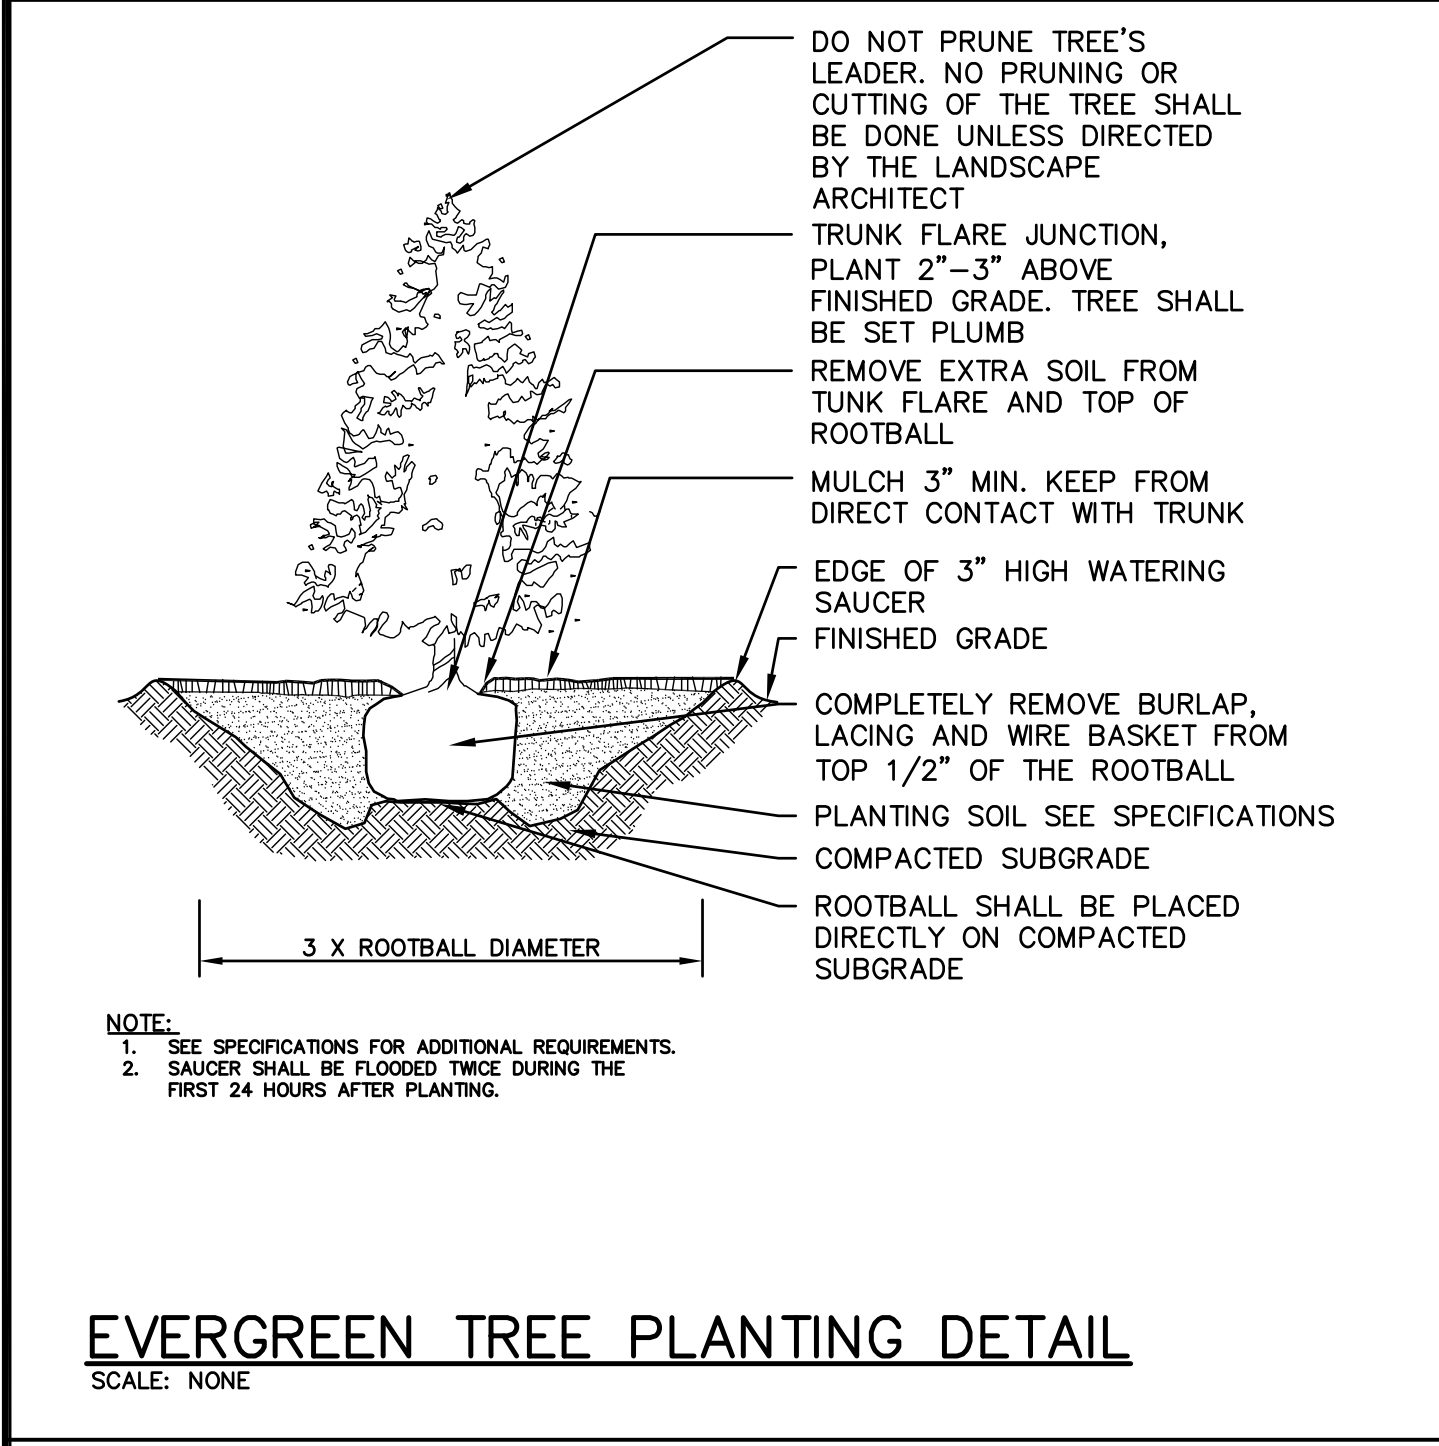 DO NOT PRUNE TREE'S
LEADER. NO PRUNING OR
CUTTING OF THE TREE SHALL
BE DONE UNLESS DIRECTED
BY THE LANDSCAPE
ARCHITECT
TRUNK FLARE JUNCTION,
PLANT 2"-3" ABOVE
FINISHED GRADE. TREE SHALL
BE SET PLUMB
REMOVE EXTRA SOIL FROM
TUNK FLARE AND TOP OF
ROOTBALL
MULCH 3" MIN. KEEP FROM
DIRECT CONTACT WITH TRUNK
EDGE OF 3" HIGH WATERING
SAUCER
FINISHED GRADE
COMPLETELY REMOVE BURLAP,
LACING AND WIRE BASKET FROM
TOP 1/2" OF THE ROOTBALL
PLANTING SOIL SEE SPECIFICATIONS
COMPACTED SUBGRADE
ROOTBALL SHALL BE PLACED
DIRECTLY ON COMPACTED
SUBGRADE
3 X ROOTBALL DIAMETER
NOTE:
1. SEE SPECIFICATIONS FOR ADDITIONAL REQUIREMENTS.
2. SAUCER SHALL BE FLOODED TWICE DURING THE
FIRST 24 HOURS AFTER PLANTING.
EVERGREEN TREE PLANTING DETAIL
SCALE: NONE